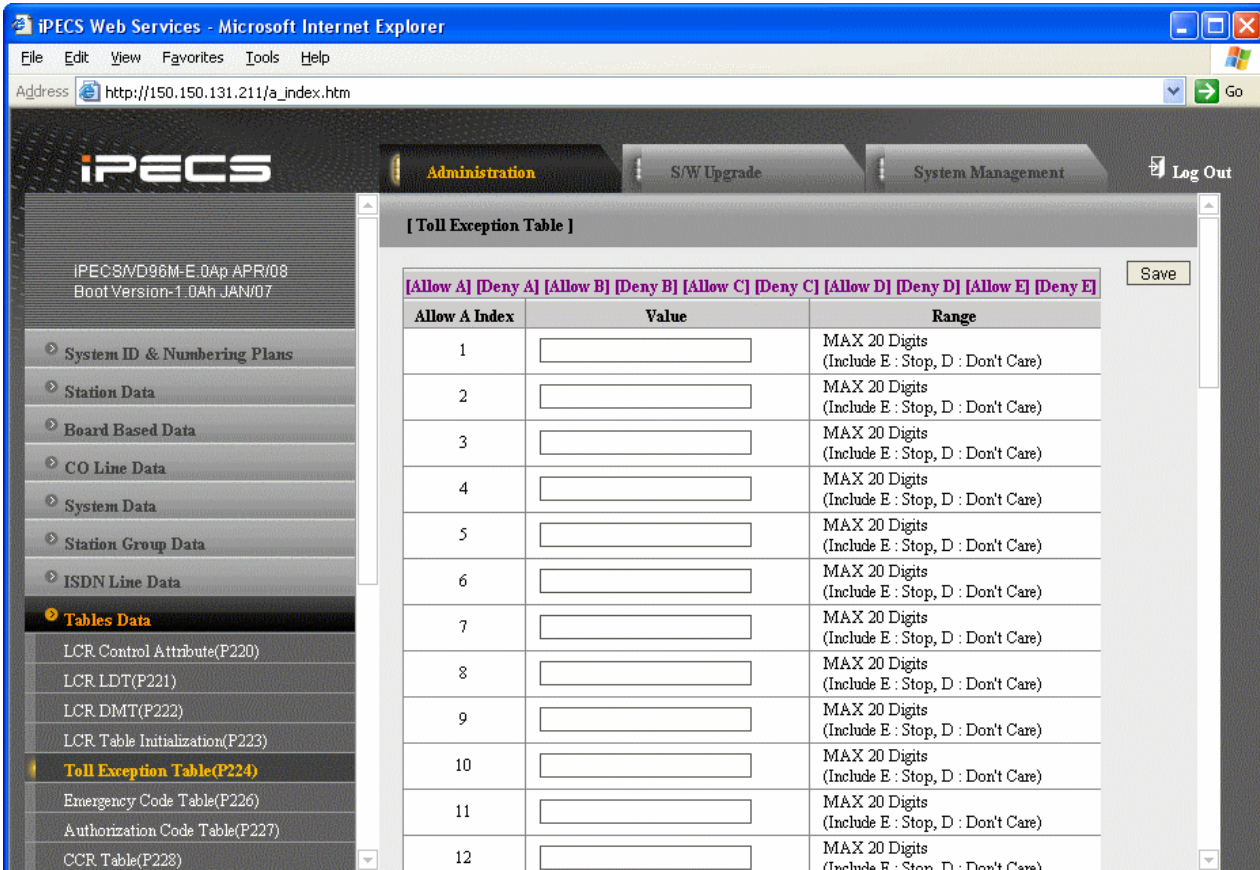 iPECS Web Services - Microsoft Internet Explorer
File Edit View Favorites Tools Help
Address http://150.150.131.211/a_index.htm Go
iPECS
Administration S/W Upgrade System Management Log Out
iPECS/VD96M-E.0Ap APR/08
Boot Version-1.0Ah JAN/07
System ID & Numbering Plans
Station Data
Board Based Data
CO Line Data
System Data
Station Group Data
ISDN Line Data
Tables Data
LCR Control Attribute(P220)
LCR LDT(P221)
LCR DMT(P222)
LCR Table Initialization(P223)
Toll Exception Table(P224)
Emergency Code Table(P226)
Authorization Code Table(P227)
CCR Table(P228)
[ Toll Exception Table ]
Save
[Allow A] [Deny A] [Allow B] [Deny B] [Allow C] [Deny C] [Allow D] [Deny D] [Allow E] [Deny E]
Allow A Index Value Range
1 MAX 20 Digits
(Include E : Stop, D : Don't Care)
2 MAX 20 Digits
(Include E : Stop, D : Don't Care)
3 MAX 20 Digits
(Include E : Stop, D : Don't Care)
4 MAX 20 Digits
(Include E : Stop, D : Don't Care)
5 MAX 20 Digits
(Include E : Stop, D : Don't Care)
6 MAX 20 Digits
(Include E : Stop, D : Don't Care)
7 MAX 20 Digits
(Include E : Stop, D : Don't Care)
8 MAX 20 Digits
(Include E : Stop, D : Don't Care)
9 MAX 20 Digits
(Include E : Stop, D : Don't Care)
10 MAX 20 Digits
(Include E : Stop, D : Don't Care)
11 MAX 20 Digits
(Include E : Stop, D : Don't Care)
12 MAX 20 Digits
(Include E : Stop, D : Don't Care)